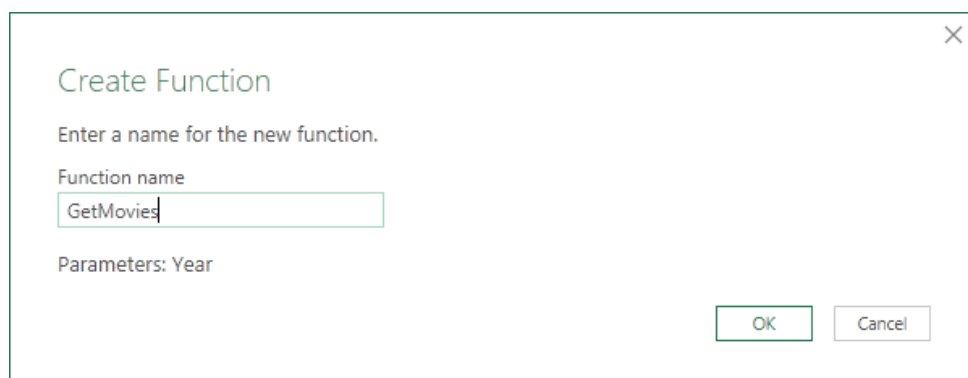 Create Function
Enter a name for the new function.
Function name
GetMovies
Parameters: Year
OK Cancel